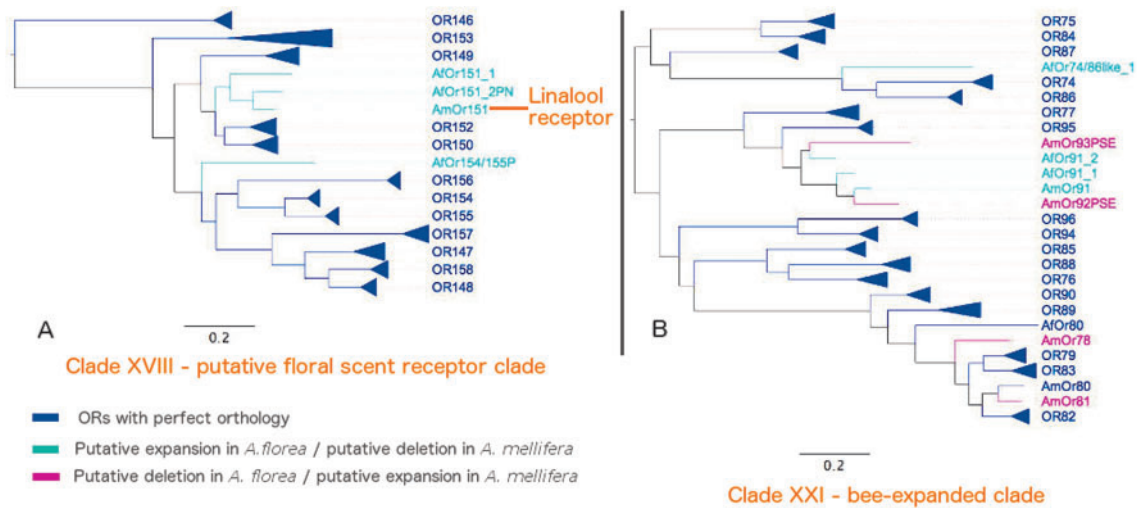 OR146
OR153
OR149
AfOr151_1
AfOr151_2PN
AmOr151
Linalool
receptor
OR152
OR150
AfOr154/155P
OR156
OR154
OR155
OR157
OR147
OR158
OR148
A
0.2
Clade XVIII - putative floral scent receptor clade
ORs with perfect orthology
Putative expansion in A.florea / putative deletion in A. mellifera
Putative deletion in A. florea / putative expansion in A. mellifera
OR75
OR84
OR87
AfOr74/86like_1
OR74
OR86
OR77
OR95
AmOr93PSE
AfOr91_2
AfOr91_1
AmOr91
AmOr92PSE
OR96
OR94
OR85
OR88
OR76
OR90
OR89
AfOr80
AmOr78
OR79
OR83
AmOr80
AmOr81
OR82
B
0.2
Clade XXI - bee-expanded clade